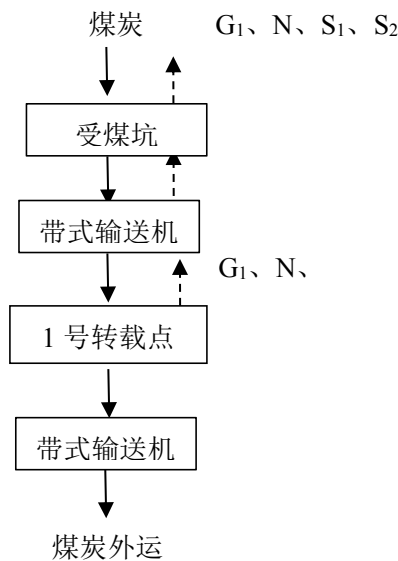 煤炭 G₁、N、S₁、S₂
受煤坑
带式输送机
G₁、N、
1 号转载点
带式输送机
煤炭外运